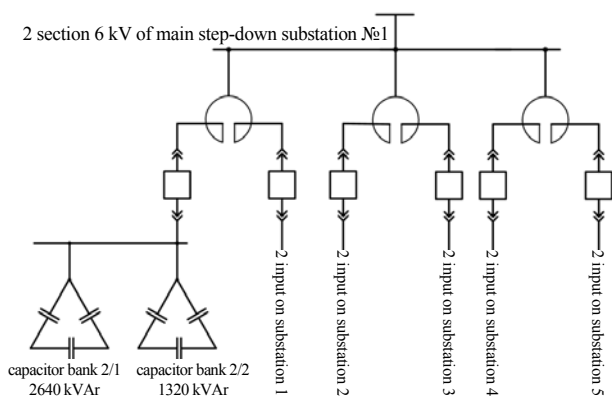 2 section 6 kV of main step-down substation №1
2 input on substation 1
2 input on substation 2
2 input on substation 3
2 input on substation 4
2 input on substation 5
capacitor bank 2/1
2640 kVAr
capacitor bank 2/2
1320 kVAr